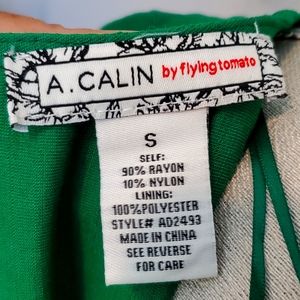 A.CALIN by flying tomato
S
SELF:
90% RAYON
10% NYLON
LINING:
100%POLYESTER
STYLE# AD2493
MADE IN CHINA
SEE REVERSE
FOR CARE